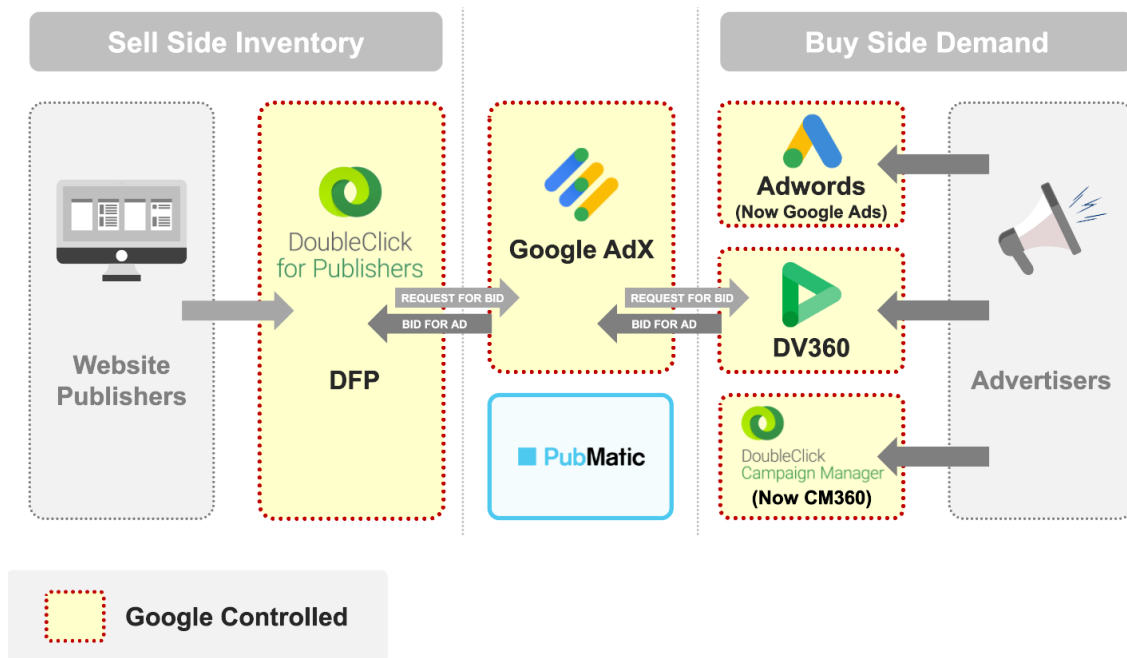 Sell Side Inventory
Buy Side Demand
Website
Publishers
DoubleClick
for Publishers
DFP
Google AdX
REQUEST FOR BID
BID FOR AD
PubMatic
REQUEST FOR BID
BID FOR AD
Adwords
(Now Google Ads)
DV360
DoubleClick
Campaign Manager
(Now CM360)
Advertisers
Google Controlled